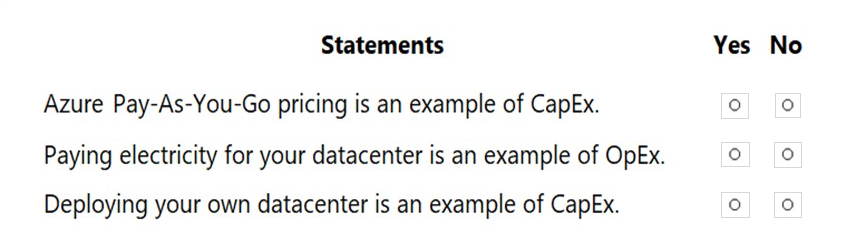 Statements Yes No
Azure Pay-As-You-Go pricing is an example of CapEx.
Paying electricity for your datacenter is an example of OpEx.
Deploying your own datacenter is an example of CapEx.